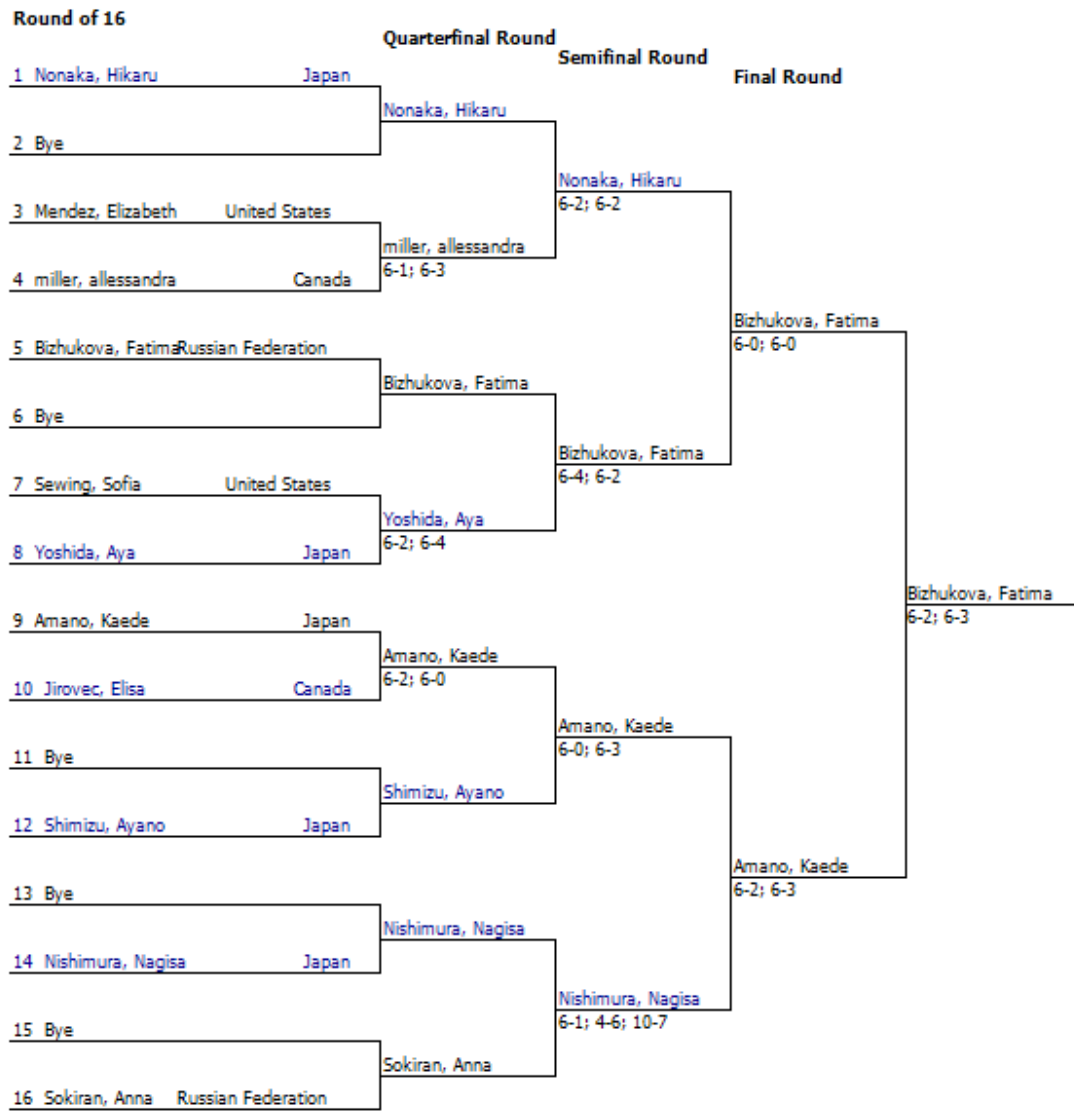 Round of 16
Quarterfinal Round
Semifinal Round
Final Round
1 Nonaka, Hikaru Japan
Nonaka, Hikaru
2 Bye
Nonaka, Hikaru
6-2; 6-2
3 Mendez, Elizabeth United States
miller, allessandra
6-1; 6-3
4 miller, allessandra Canada
Bizhukova, Fatima
6-0; 6-0
5 Bizhukova, Fatima Russian Federation
Bizhukova, Fatima
6 Bye
Bizhukova, Fatima
6-4; 6-2
7 Sewing, Sofia United States
Yoshida, Aya
6-2; 6-4
8 Yoshida, Aya Japan
Bizhukova, Fatima
6-2; 6-3
9 Amano, Kaede Japan
Amano, Kaede
6-2; 6-0
10 Jirovec, Elisa Canada
Amano, Kaede
6-0; 6-3
11 Bye
Shimizu, Ayano
12 Shimizu, Ayano Japan
Amano, Kaede
6-2; 6-3
13 Bye
Nishimura, Nagisa
14 Nishimura, Nagisa Japan
Nishimura, Nagisa
6-1; 4-6; 10-7
15 Bye
Sokiran, Anna
16 Sokiran, Anna Russian Federation